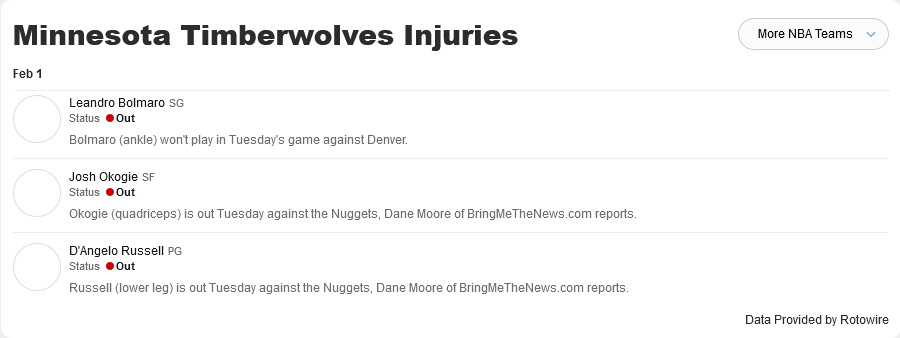 Minnesota Timberwolves Injuries
More NBA Teams
Feb 1
Leandro Bolmaro SG
Status Out
Bolmaro (ankle) won't play in Tuesday's game against Denver.
Josh Okogie SF
Status Out
Okogie (quadriceps) is out Tuesday against the Nuggets, Dane Moore of BringMeTheNews.com reports.
D'Angelo Russell PG
Status Out
Russell (lower leg) is out Tuesday against the Nuggets, Dane Moore of BringMeTheNews.com reports.
Data Provided by Rotowire